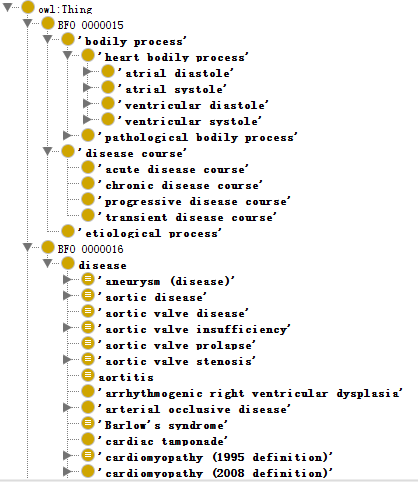 owl:Thing
BFO 0000015
'bodily process'
'heart bodily process'
'atrial diastole'
'atrial systole'
'ventricular diastole'
'ventricular systole'
'pathological bodily process'
'disease course'
'acute disease course'
'chronic disease course'
'progressive disease course'
'transient disease course'
'etiological process'
BFO 0000016
disease
'aneurysm (disease)'
'aortic disease'
'aortic valve disease'
'aortic valve insufficiency'
'aortic valve prolapse'
'aortic valve stenosis'
aortitis
'arrhythmogenic right ventricular dysplasia'
'arterial occlusive disease'
'Barlow's syndrome'
'cardiac tamponade'
'cardiomyopathy (1995 definition)'
'cardiomyopathy (2008 definition)'